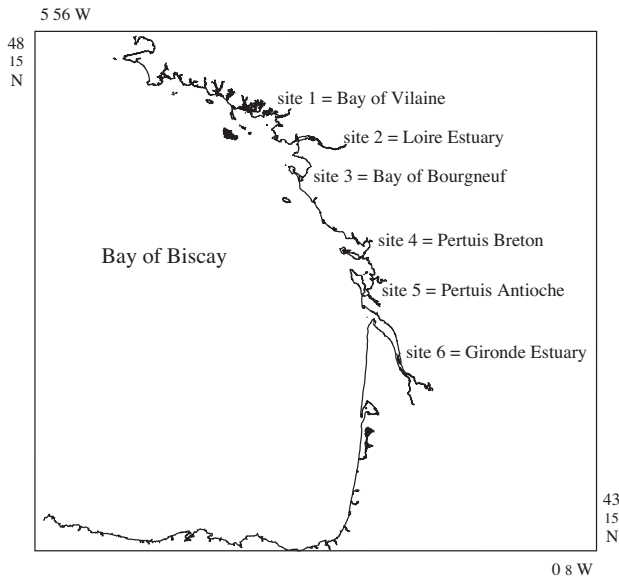 5 56 W
48
15
N
site 1 = Bay of Vilaine
site 2 = Loire Estuary
site 3 = Bay of Bourgneuf
site 4 = Pertuis Breton
Bay of Biscay
site 5 = Pertuis Antioche
site 6 = Gironde Estuary
43
15
N
0 8 W